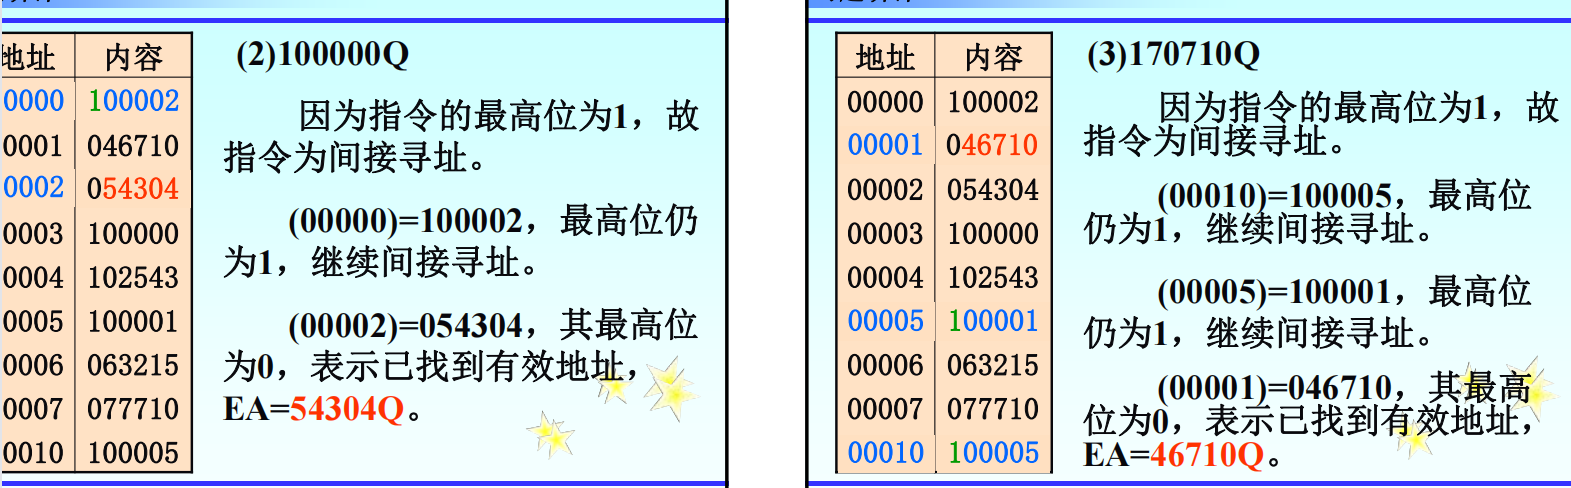 地址 内容
0000 100002
0001 046710
0002 054304
0003 100000
0004 102543
0005 100001
0006 063215
0007 077710
0010 100005
(2)100000Q
因为指令的最高位为1，故
指令为间接寻址。
(00000)=100002，最高位仍
为1，继续间接寻址。
(00002)=054304，其最高位
为0，表示已找到有效地址，
EA=54304Q。
地址 内容
00000 100002
00001 046710
00002 054304
00003 100000
00004 102543
00005 100001
00006 063215
00007 077710
00010 100005
(3)170710Q
因为指令的最高位为1，故
指令为间接寻址。
(00010)=100005，最高位
仍为1，继续间接寻址。
(00005)=100001，最高位
仍为1，继续间接寻址。
(00001)=046710，其最高
位为0，表示已找到有效地址，
EA=46710Q。